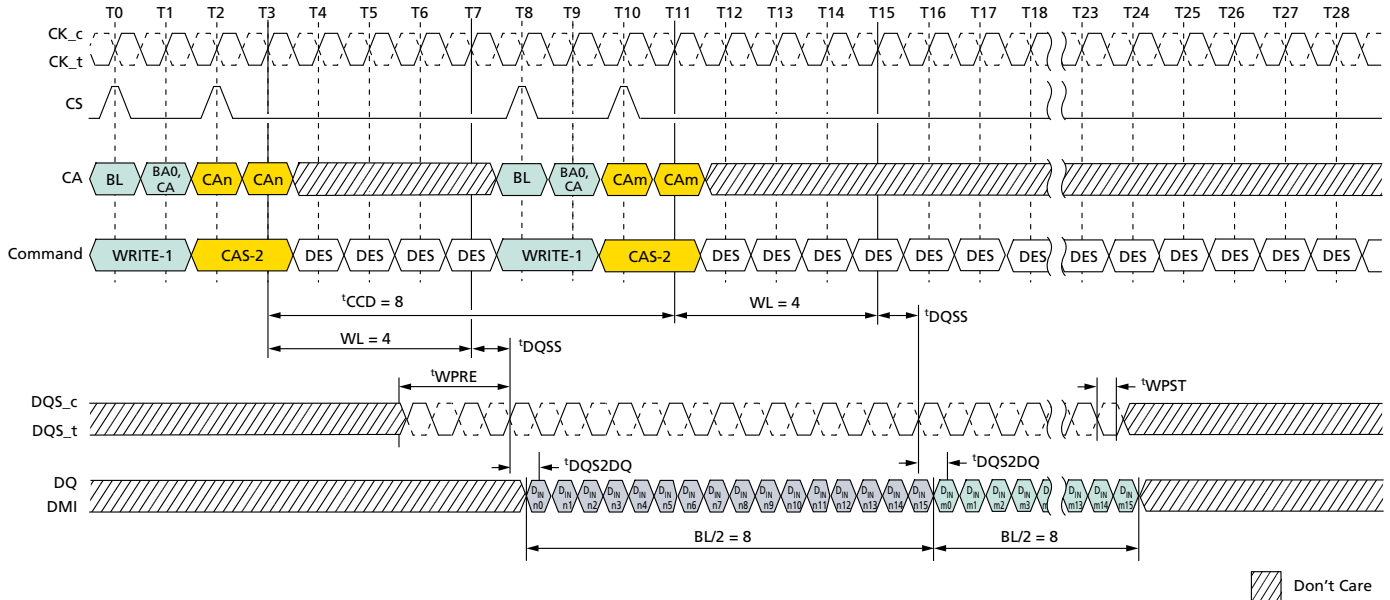 T0 T1 T2 T3 T4 T5 T6 T7 T8 T9 T10 T11 T12 T13 T14 T15 T16 T17 T18 T23 T24 T25 T26 T27 T28
CK_c
CK_t
CS
CA BL BA0, CA CAn CAn BL BA0, CA CAm CAm
Command WRITE-1 CAS-2 DES DES DES DES WRITE-1 CAS-2 DES DES DES DES DES DES DES DES DES DES DES DES DES
tCCD = 8 WL = 4
tDQSS
WL = 4 tDQSS
tWPRE tWPST
DQS_c
DQS_t
tDQS2DQ tDQS2DQ
DQ
DMI
DIN n0 DIN n1 DIN n2 DIN n3 DIN n4 DIN n5 DIN n6 DIN n7 DIN n8 DIN n9 DIN n10 DIN n11 DIN n12 DIN n13 DIN n14 DIN n15 DIN m0 DIN m1 DIN m2 DIN m3 DIN m13 DIN m14 DIN m15
BL/2 = 8 BL/2 = 8
Don't Care